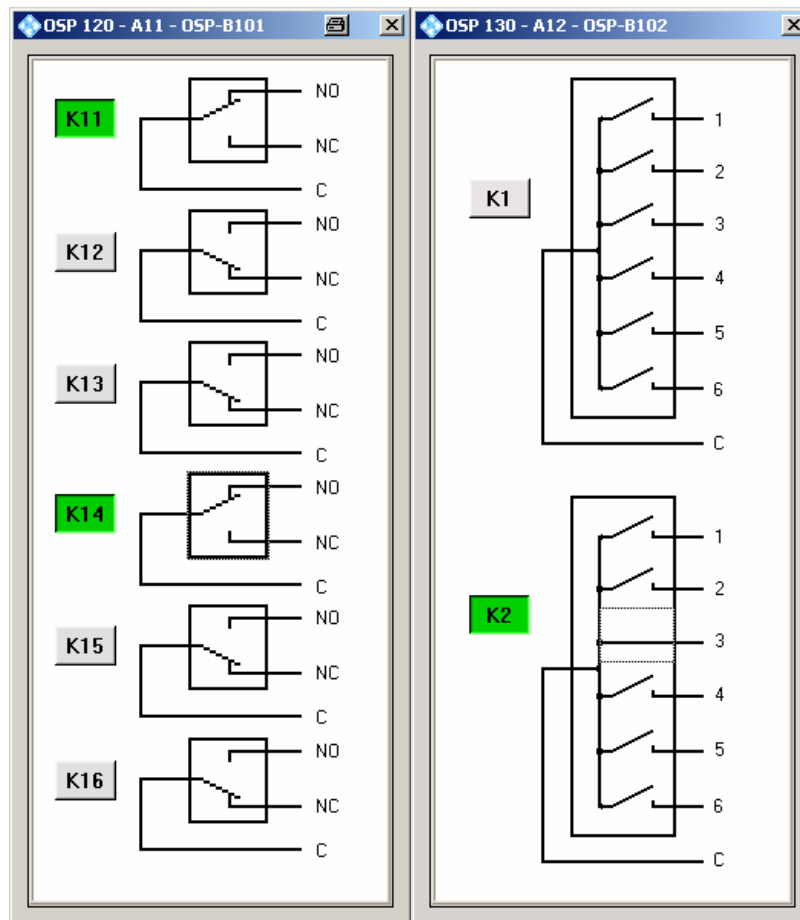 OSP 120 - A11 - OSP-B101
K11
NO
NC
C
K12
NO
NC
C
K13
NO
NC
C
K14
NO
NC
C
K15
NO
NC
C
K16
NO
NC
C
OSP 130 - A12 - OSP-B102
K1
1
2
3
4
5
6
C
K2
1
2
3
4
5
6
C